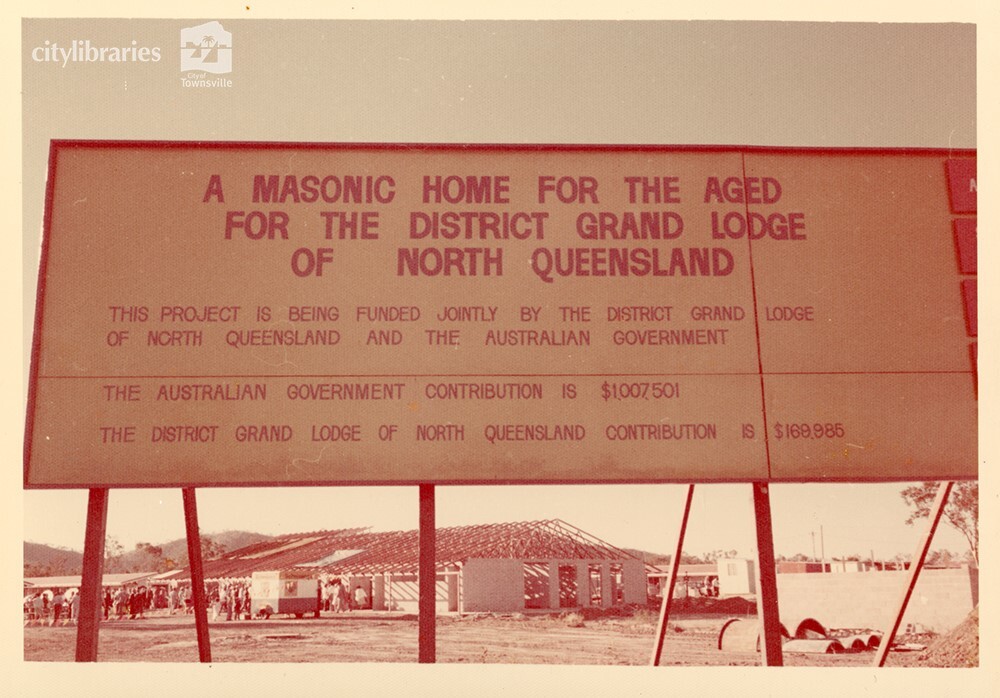 citylibraries
City of
Townsville
A MASONIC HOME FOR THE AGED
FOR THE DISTRICT GRAND LODGE
OF NORTH QUEENSLAND
THIS PROJECT IS BEING FUNDED JOINTLY BY THE DISTRICT GRAND LODGE
OF NORTH QUEENSLAND AND THE AUSTRALIAN GOVERNMENT
THE AUSTRALIAN GOVERNMENT CONTRIBUTION IS $1,007,501
THE DISTRICT GRAND LODGE OF NORTH QUEENSLAND CONTRIBUTION IS $169,985